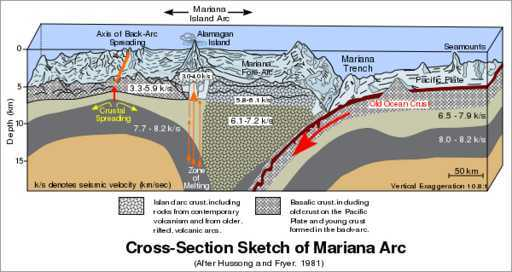 Mariana
Island Arc
Axis of Back-Arc
Spreading
Alamagan
Island
Mariana
Fore-Arc
Mariana
Trench
Seamounts
Pacific Plate
Old Ocean Crust
0
5
10
15
Depth (km)
3.3-5.9 k/s
3.0-4.0 k/s
5.8-6.1 k/s
6.1-7.2 k/s
6.5 - 7.9 k/s
8.0 - 8.2 k/s
7.7 - 8.2 k/s
Crustal
Spreading
Zone
of
Melting
50 km
k/s denotes seismic velocity (km/sec)
Vertical Exaggeration 10.8:1
Island arc crust, including
rocks from contemporary
volcanism and from older,
rifted, volcanic arcs.
Basalic crust, including
old crust on the Pacific
Plate and young crust
formed in the back-arc.
Cross-Section Sketch of Mariana Arc
(After Hussong and Fryer, 1981)